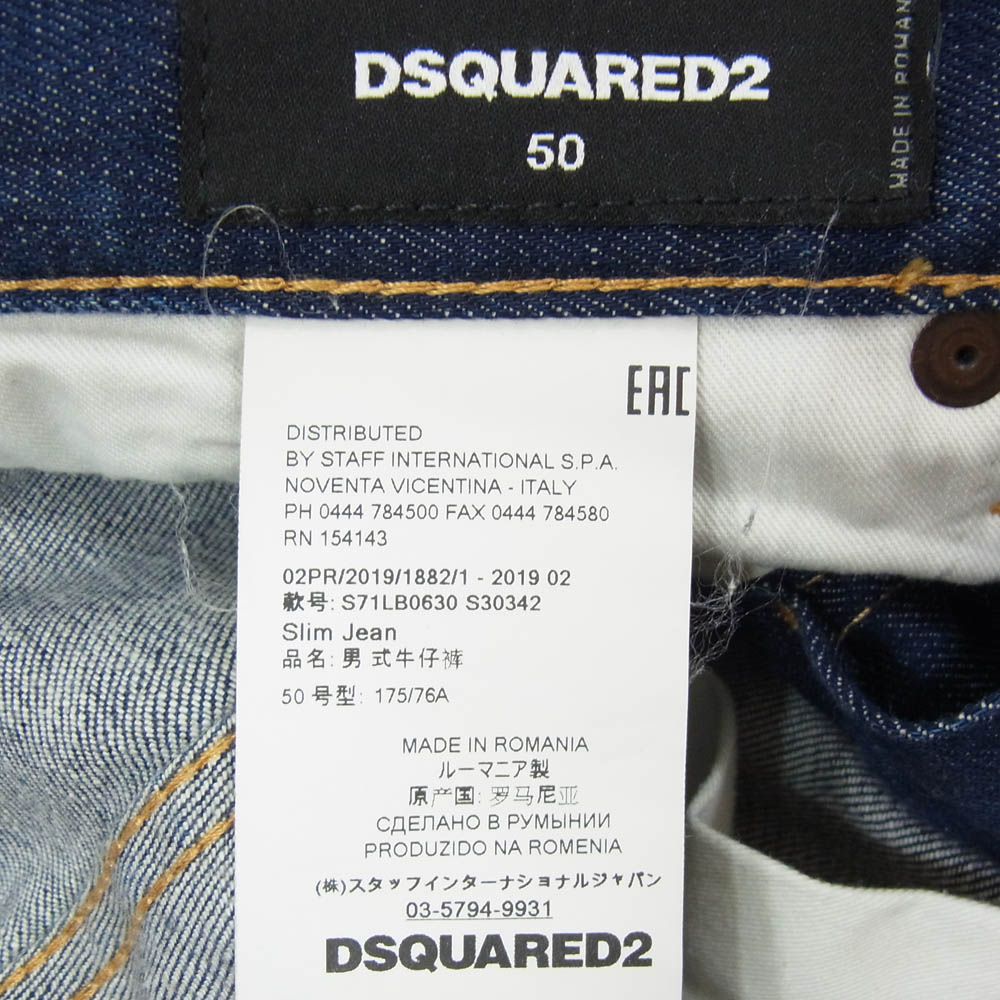 DSQUARED2
50
MADE IN ROMAN
EAC
DISTRIBUTED
BY STAFF INTERNATIONAL S.P.A.
NOVENTA VICENTINA - ITALY
PH 0444 784500 FAX 0444 784580
RN 154143
02PR/2019/1882/1 - 2019 02
款号: S71LB0630 S30342
Slim Jean
品名: 男 式牛仔裤
50 号型: 175/76A
MADE IN ROMANIA
ルーマニア製
原产国: 罗马尼亚
СДЕЛАНО В РУМЫНИИ
PRODUZIDO NA ROMENIA
(株)スタッフインターナショナルジャパン
03-5794-9931
DSQUARED2